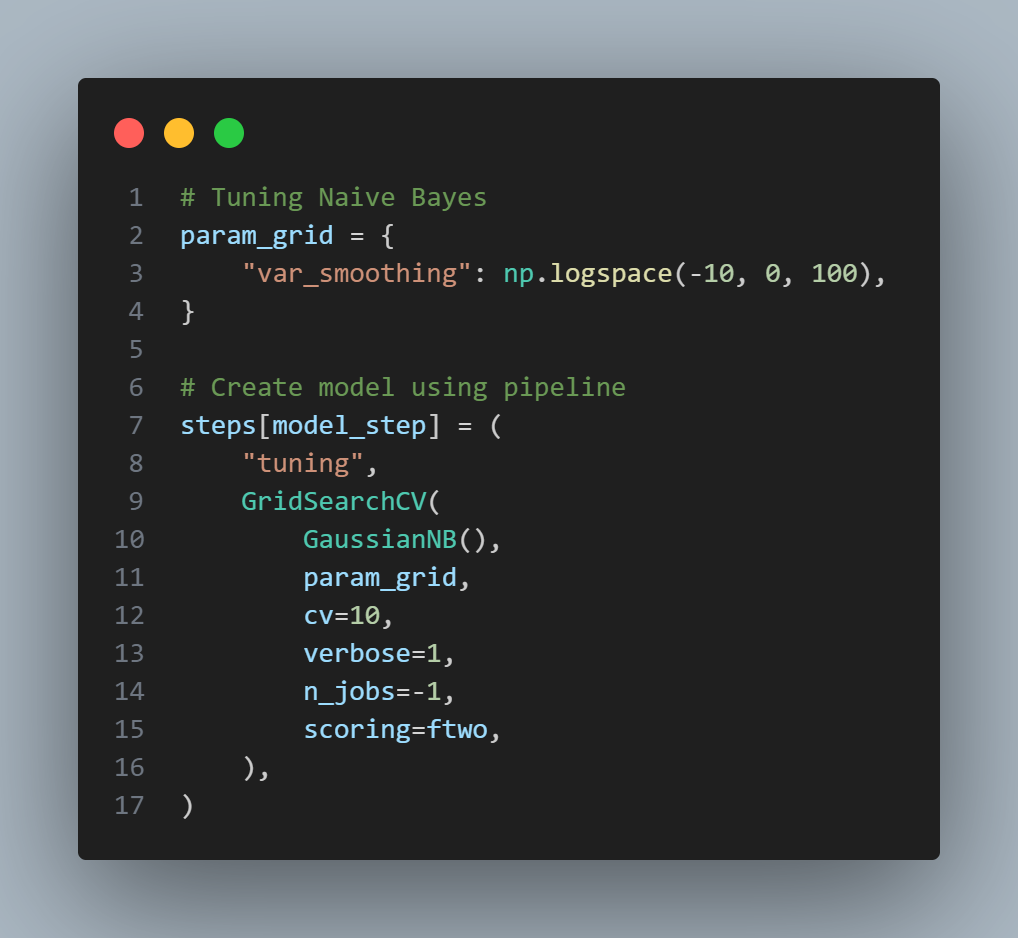 1 # Tuning Naive Bayes
2 param_grid = {
3     "var_smoothing": np.logspace(-10, 0, 100),
4 }
5
6 # Create model using pipeline
7 steps[model_step] = (
8     "tuning",
9     GridSearchCV(
10         GaussianNB(),
11         param_grid,
12         cv=10,
13         verbose=1,
14         n_jobs=-1,
15         scoring=ftwo,
16     ),
17 )